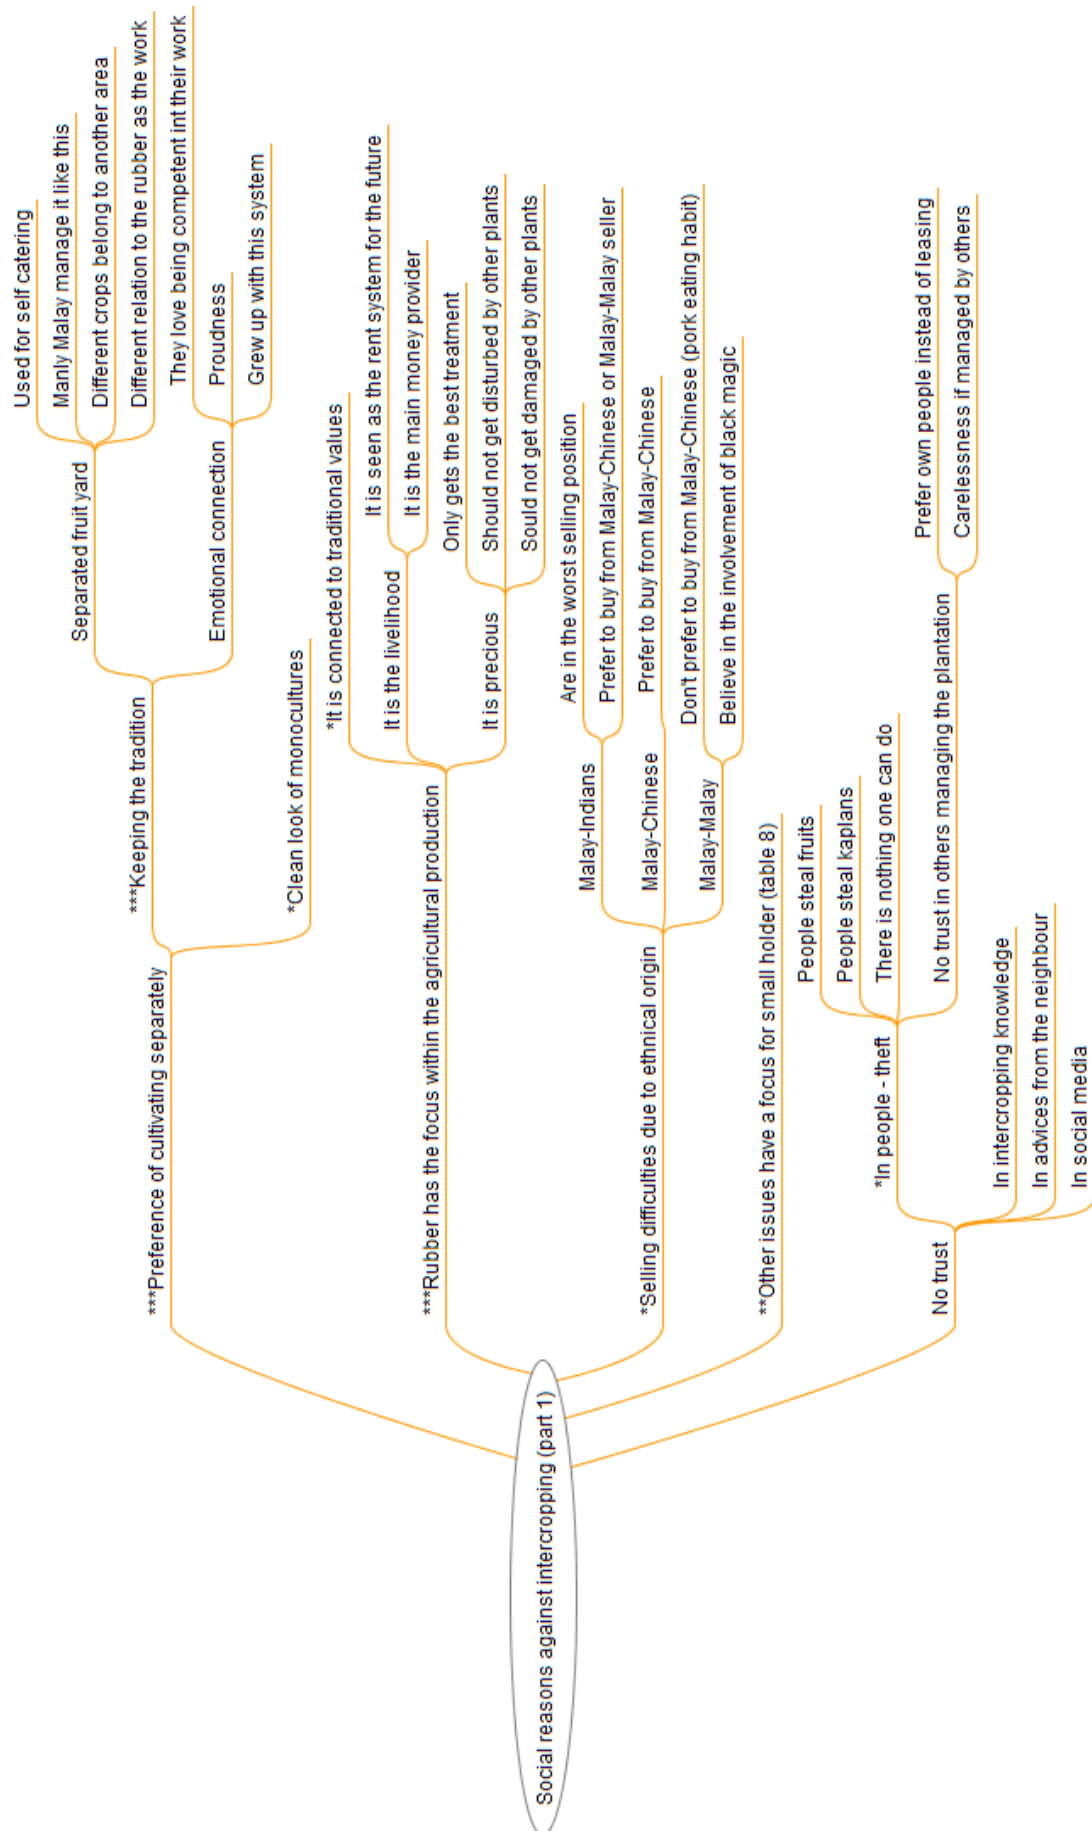 Social reasons against intercropping (part 1)
***Preference of cultivating separately
***Keeping the tradition
Separated fruit yard
Used for self catering
Manly Malay manage it like this
Different crops belong to another area
Different relation to the rubber as the work
Emotional connection
They love being competent int their work
Proudness
Grew up with this system
*Clean look of monocultures
***Rubber has the focus within the agricultural production
*It is connected to traditional values
It is the livelihood
It is seen as the rent system for the future
It is the main money provider
It is precious
Only gets the best treatment
Should not get disturbed by other plants
Sould not get damaged by other plants
*Selling difficulties due to ethnical origin
Malay-Indians
Are in the worst selling position
Prefer to buy from Malay-Chinese or Malay-Malay seller
Malay-Chinese
Prefer to buy from Malay-Chinese
Malay-Malay
Don't prefer to buy from Malay-Chinese (pork eating habit)
Believe in the involvement of black magic
**Other issues have a focus for small holder (table 8)
No trust
*In people - theft
People steal fruits
People steal kaplans
There is nothing one can do
No trust in others managing the plantation
Prefer own people instead of leasing
Carelessness if managed by others
In intercropping knowledge
In advices from the neighbour
In social media